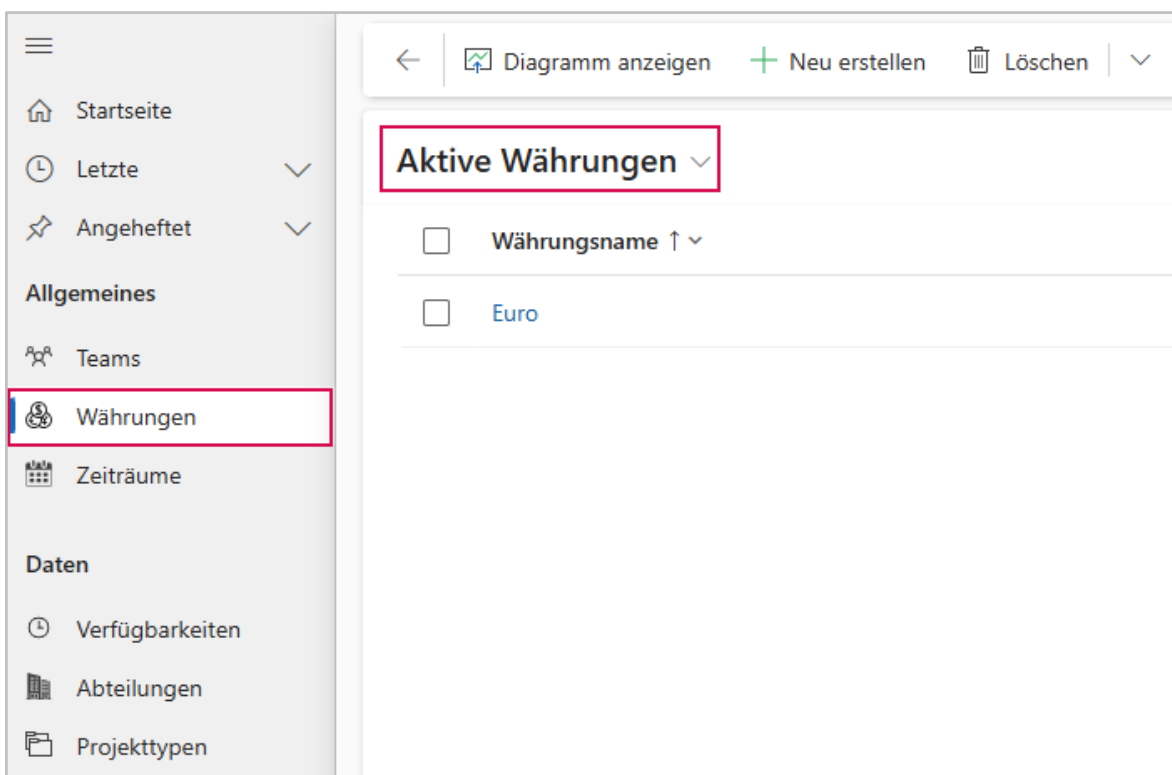 Startseite
Letzte
Angeheftet
Allgemeines
Teams
Währungen
Zeiträume
Daten
Verfügbarkeiten
Abteilungen
Projekttypen
Diagramm anzeigen Neu erstellen Löschen
Aktive Währungen
Währungsname ↑
Euro